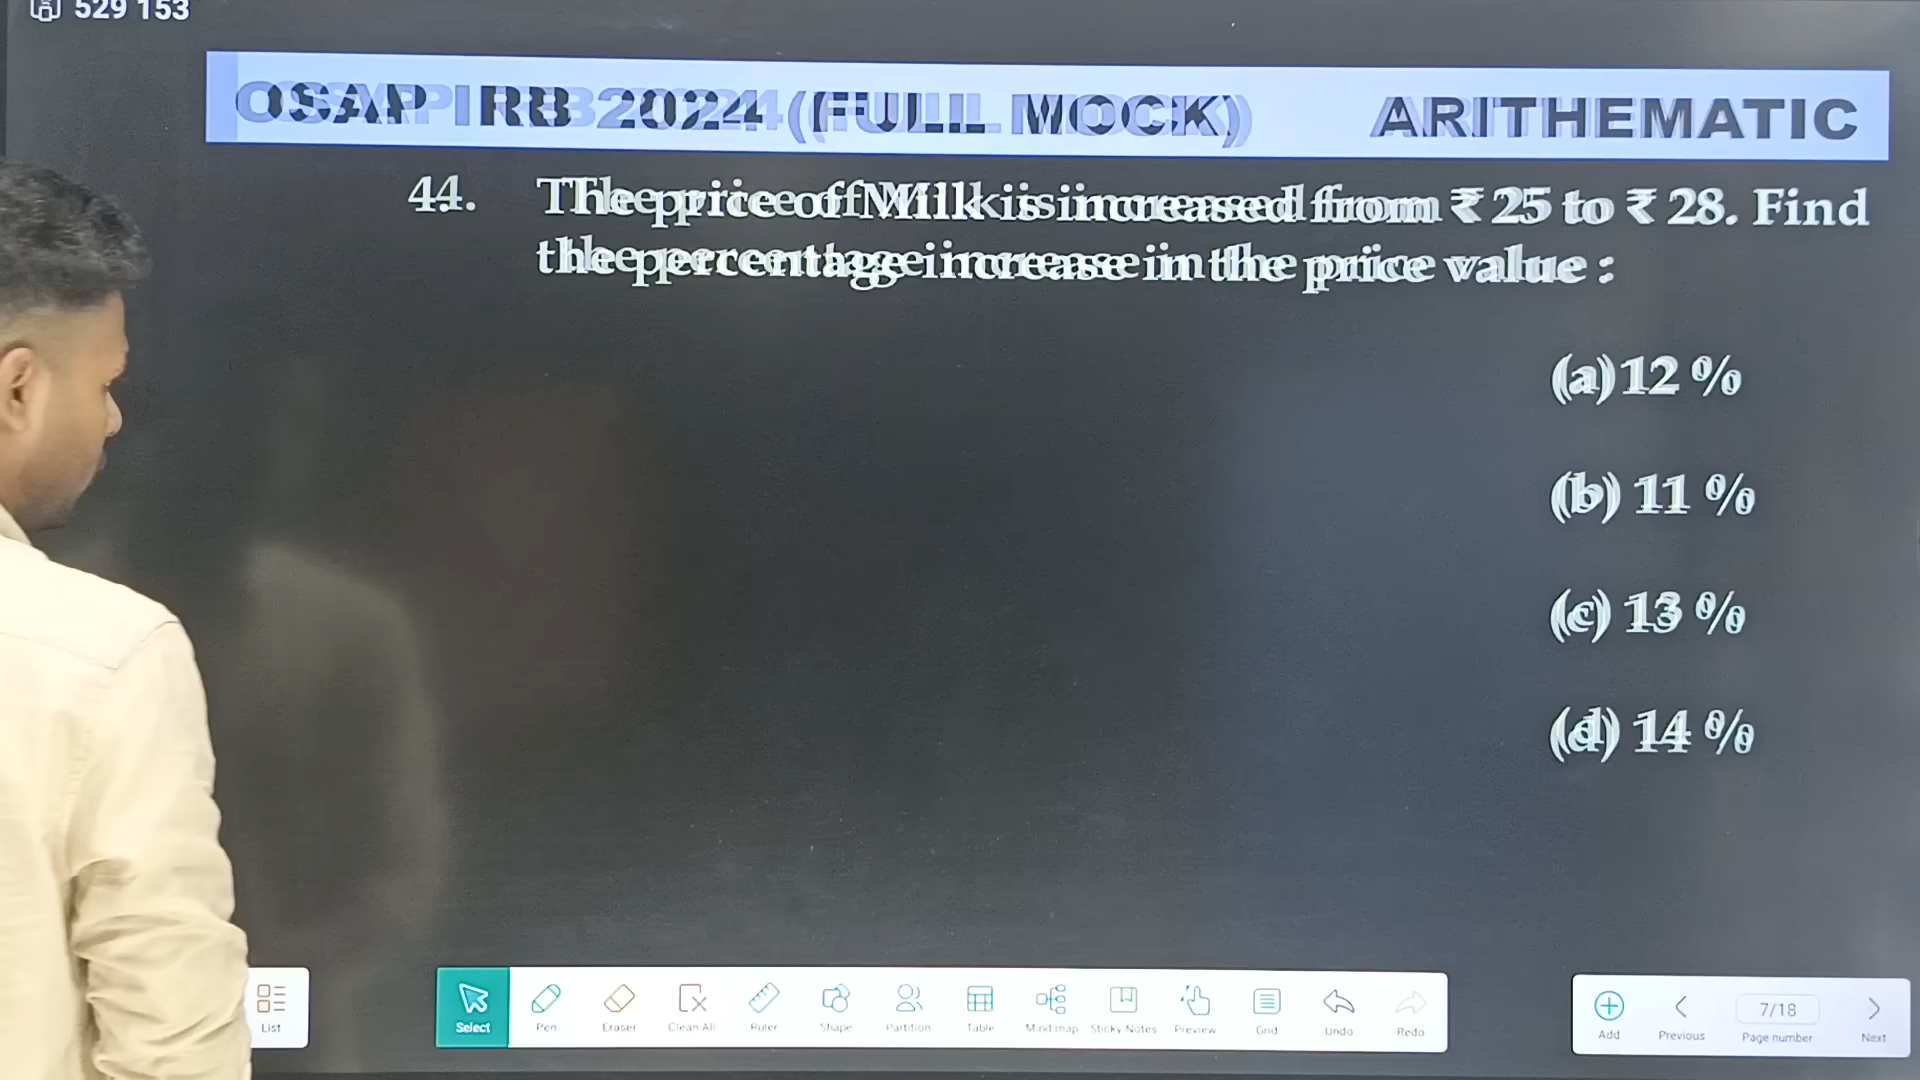 529 153
OSAP IRB 2024 (FULL MOCK) ARITHEMATIC
44. The price of Milk is increased from ₹ 25 to ₹ 28. Find
the percentage increase in the price value :
(a) 12 %
(b) 11 %
(c) 13 %
(d) 14 %
List
Select Pen Eraser Clean All Ruler Shape Partition Table Mind map Sticky Notes Preview Grid Undo Redo
7/18
Add Previous Page number Next